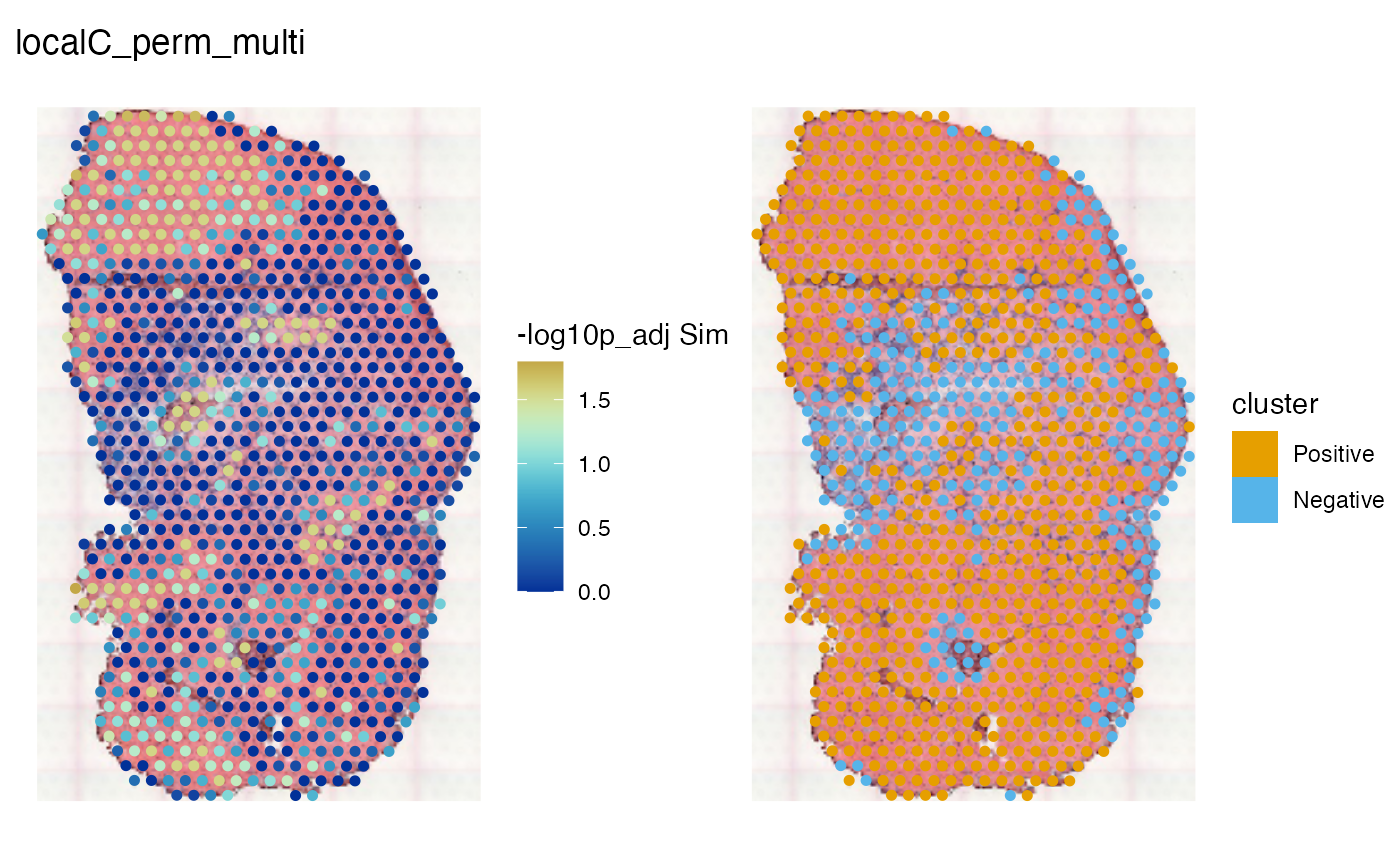 localC_perm_multi
-log10p_adj Sim
1.5
1.0
0.5
0.0
cluster
Positive
Negative